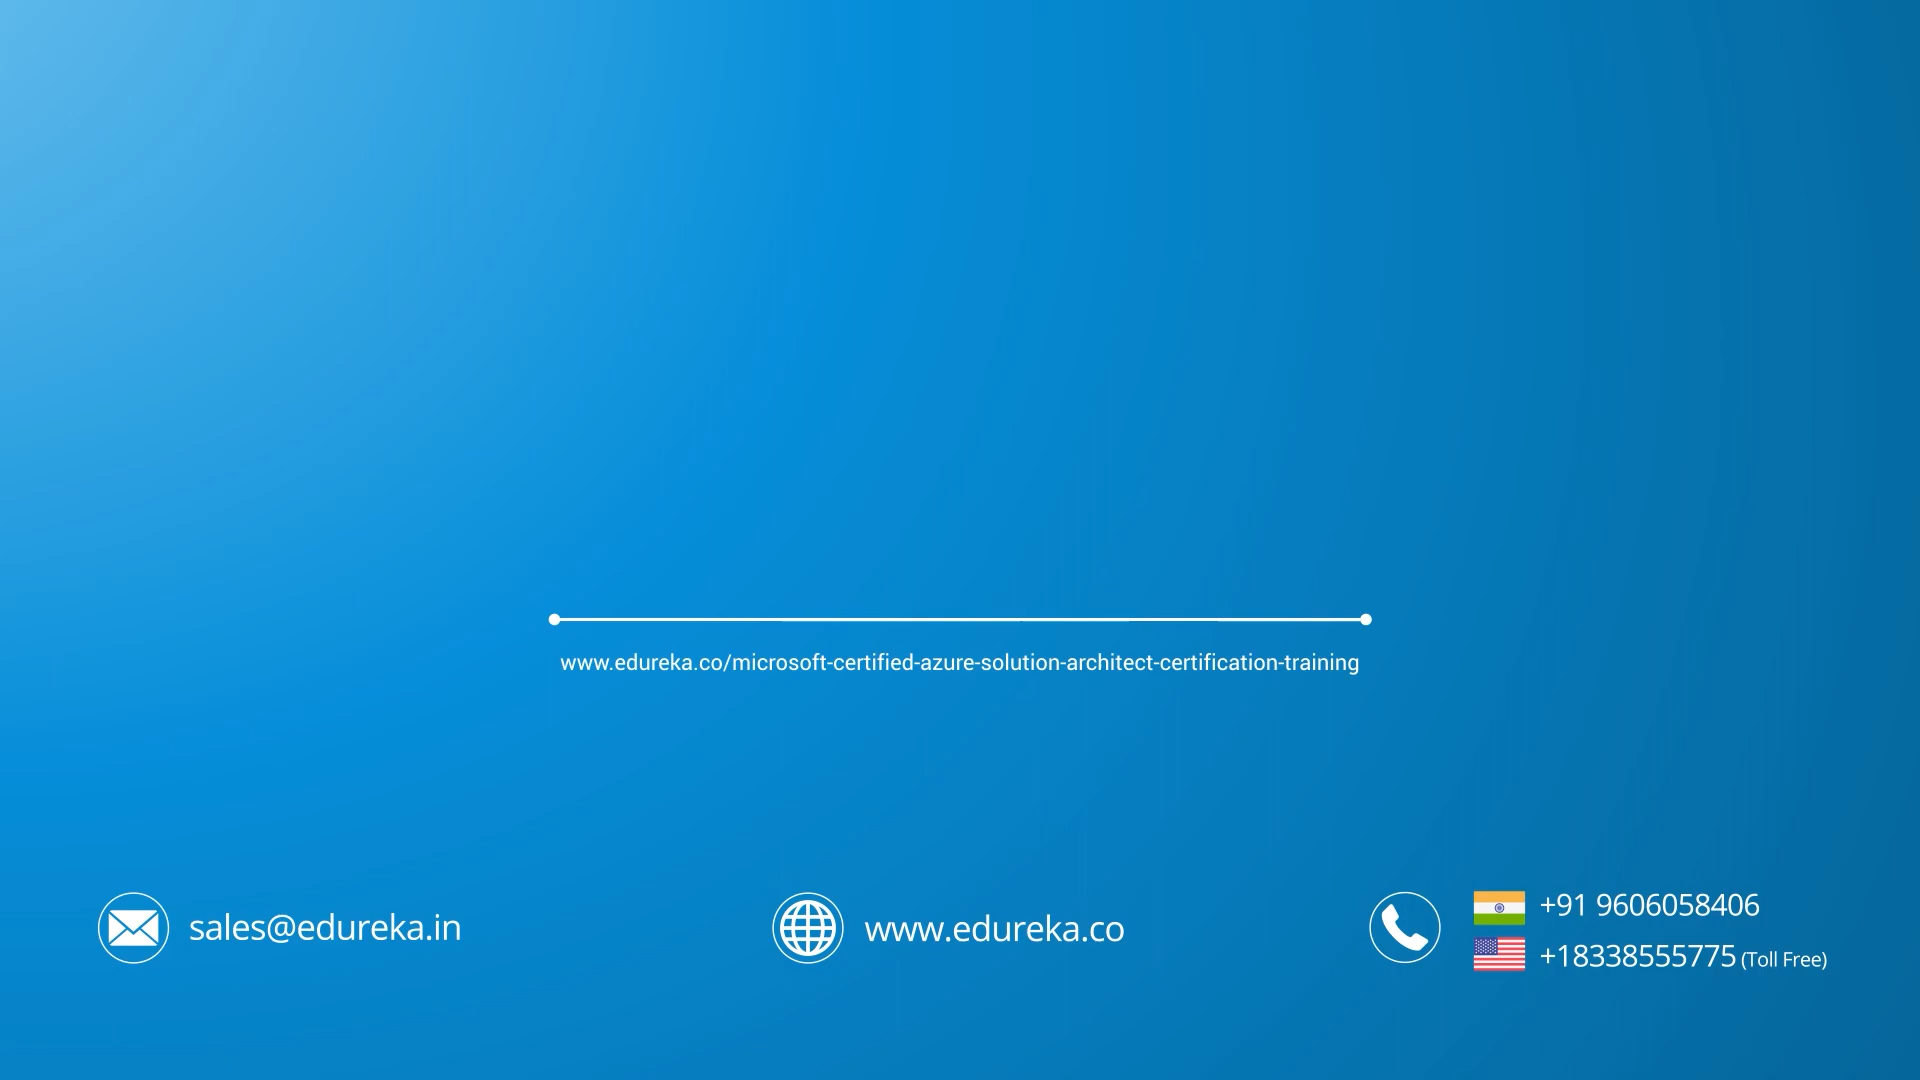 www.edureka.co/microsoft-certified-azure-solution-architect-certification-training
sales@edureka.in
www.edureka.co
+91 9606058406
+18338555775 (Toll Free)